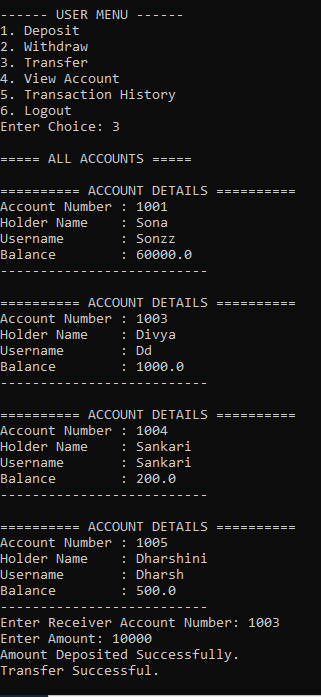 ------ USER MENU ------
1. Deposit
2. Withdraw
3. Transfer
4. View Account
5. Transaction History
6. Logout
Enter Choice: 3
===== ALL ACCOUNTS =====
========== ACCOUNT DETAILS ==========
Account Number : 1001
Holder Name    : Sona
Username       : Sonzz
Balance        : 60000.0
--------------------------
========== ACCOUNT DETAILS ==========
Account Number : 1003
Holder Name    : Divya
Username       : Dd
Balance        : 1000.0
--------------------------
========== ACCOUNT DETAILS ==========
Account Number : 1004
Holder Name    : Sankari
Username       : Sankari
Balance        : 200.0
--------------------------
========== ACCOUNT DETAILS ==========
Account Number : 1005
Holder Name    : Dharshini
Username       : Dharsh
Balance        : 500.0
--------------------------
Enter Receiver Account Number: 1003
Enter Amount: 10000
Amount Deposited Successfully.
Transfer Successful.